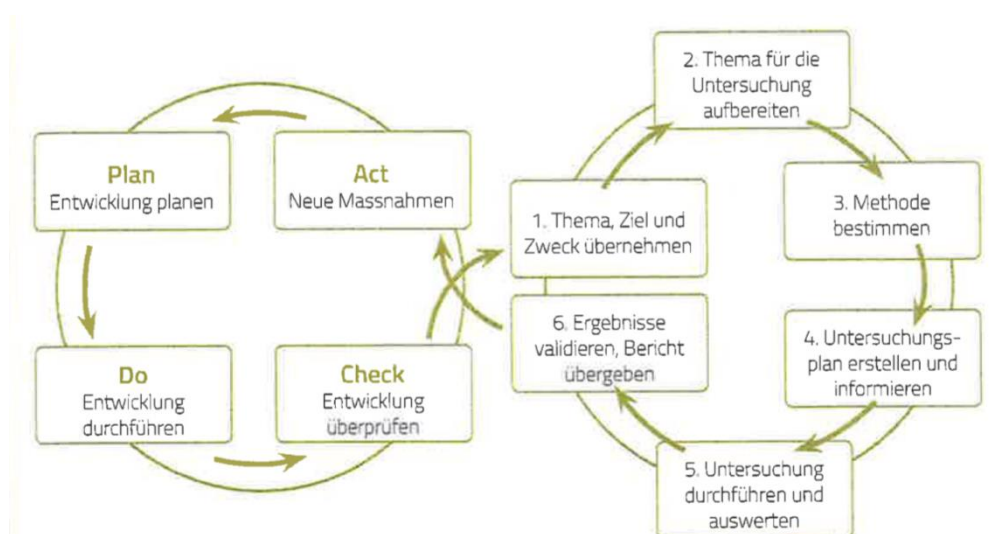 Plan
Entwicklung planen
Act
Neue Massnahmen
Do
Entwicklung
durchführen
Check
Entwicklung
überprüfen
1. Thema, Ziel und
Zweck übernehmen
2. Thema für die
Untersuchung
aufbereiten
3. Methode
bestimmen
4. Untersuchungs-
plan erstellen und
informieren
5. Untersuchung
durchführen und
auswerten
6. Ergebnisse
validieren, Bericht
übergeben